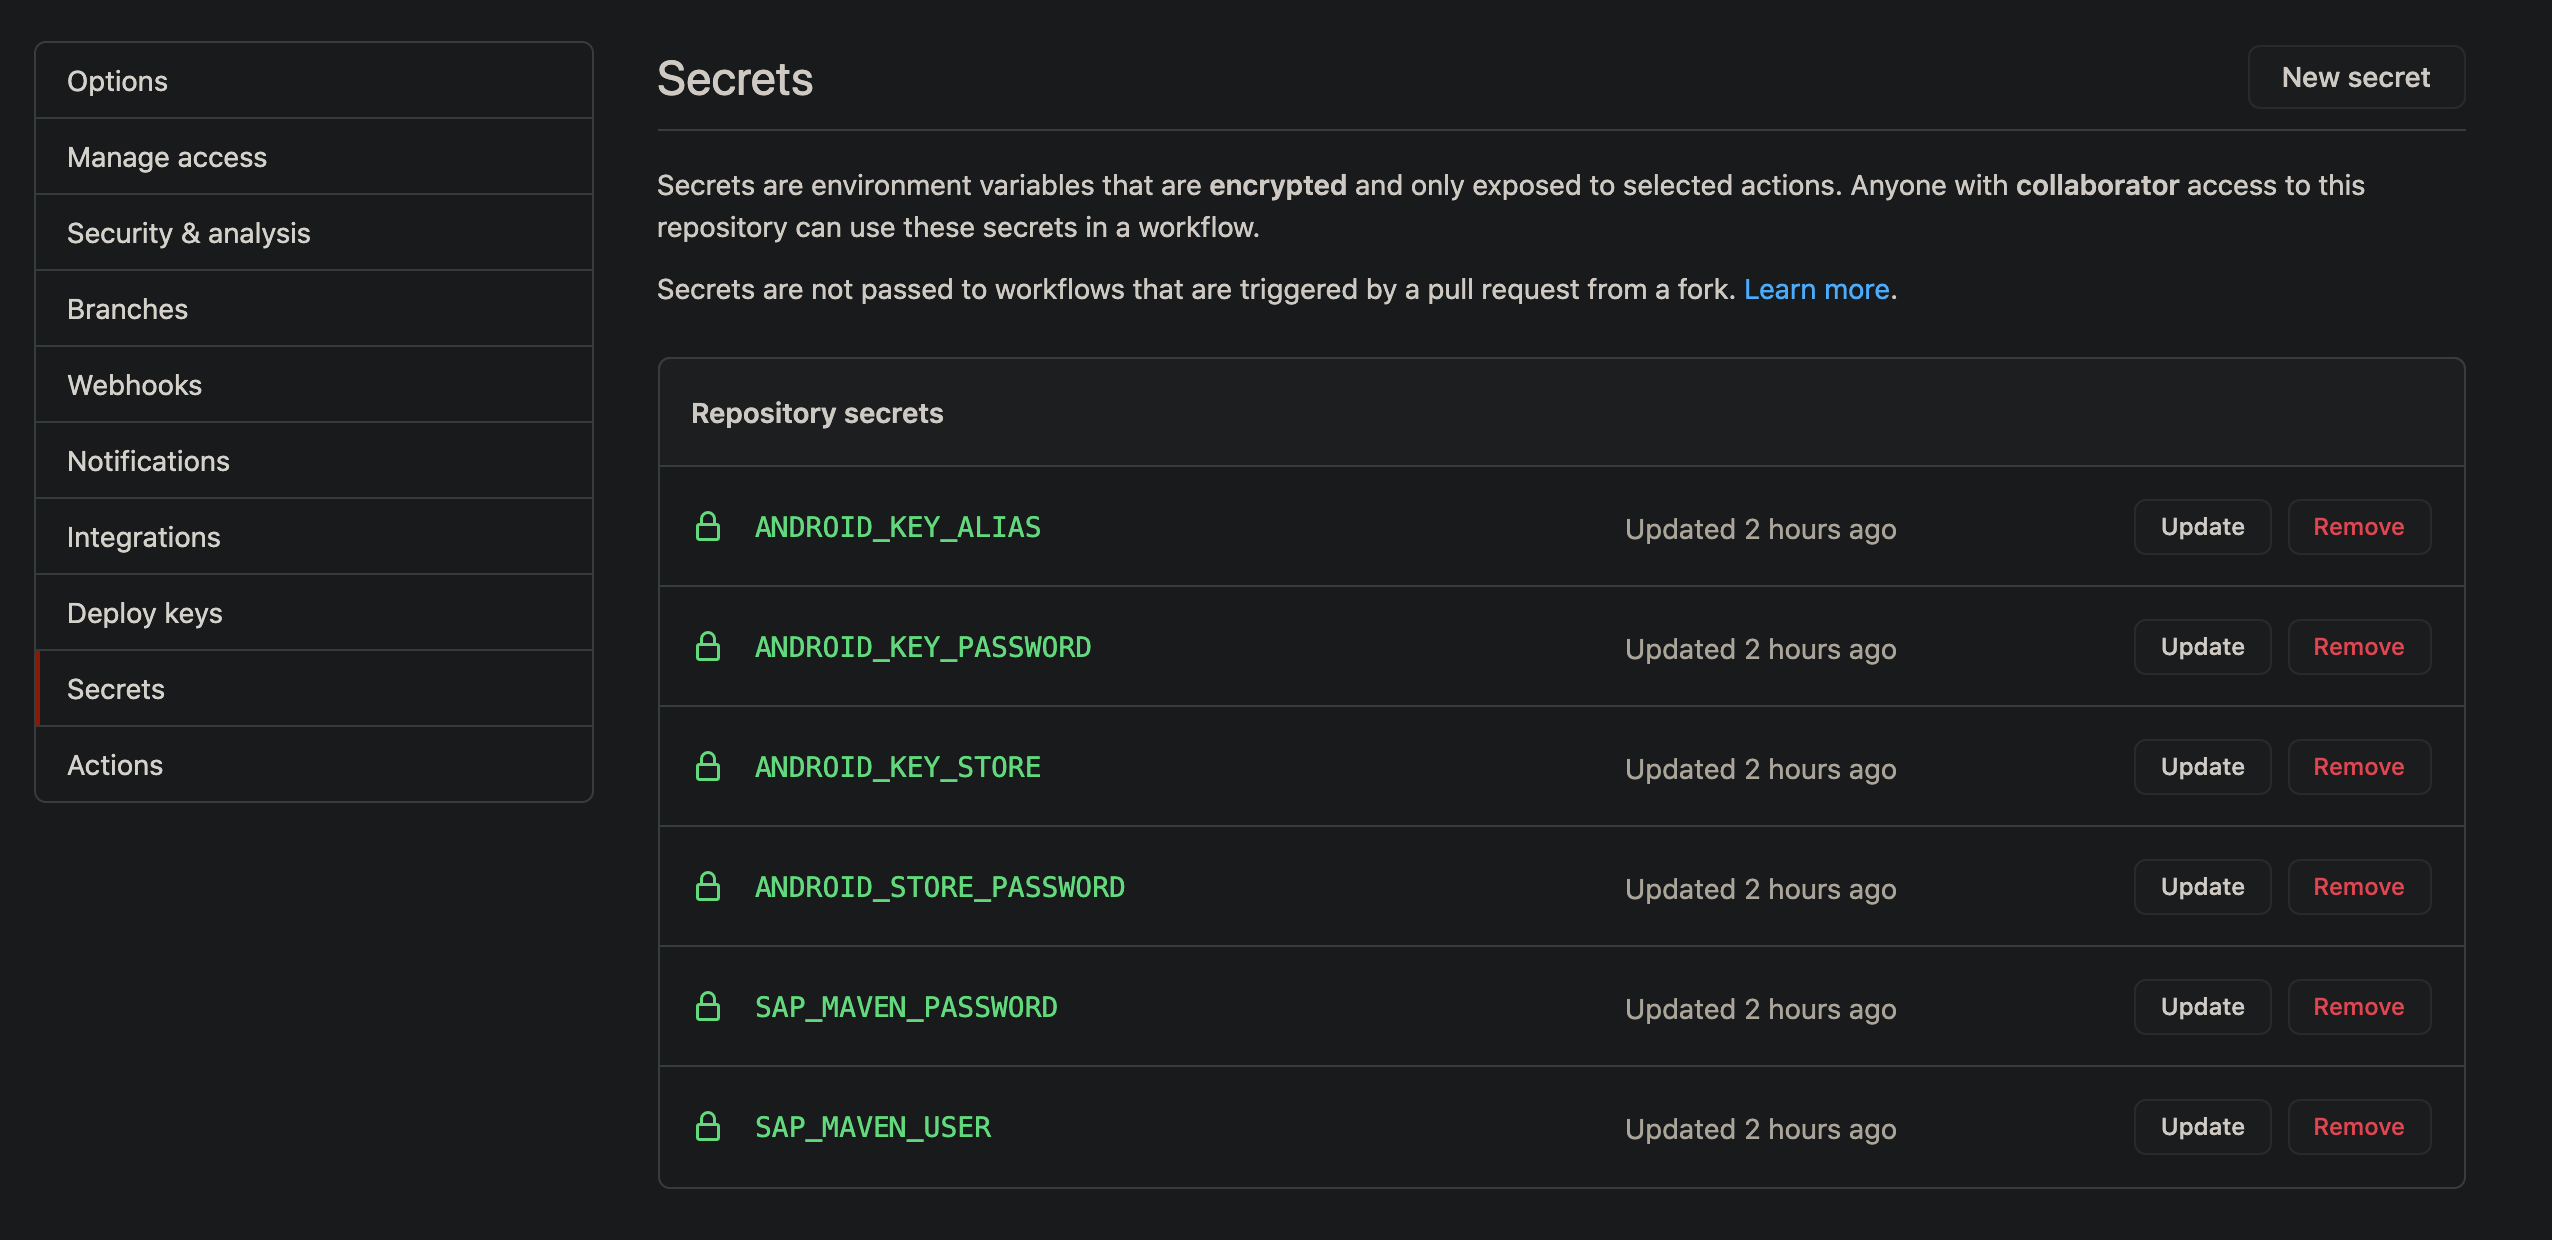 Options
Manage access
Security & analysis
Branches
Webhooks
Notifications
Integrations
Deploy keys
Secrets
Actions
Secrets
New secret
Secrets are environment variables that are encrypted and only exposed to selected actions. Anyone with collaborator access to this
repository can use these secrets in a workflow.
Secrets are not passed to workflows that are triggered by a pull request from a fork. Learn more.
Repository secrets
ANDROID_KEY_ALIAS Updated 2 hours ago Update Remove
ANDROID_KEY_PASSWORD Updated 2 hours ago Update Remove
ANDROID_KEY_STORE Updated 2 hours ago Update Remove
ANDROID_STORE_PASSWORD Updated 2 hours ago Update Remove
SAP_MAVEN_PASSWORD Updated 2 hours ago Update Remove
SAP_MAVEN_USER Updated 2 hours ago Update Remove